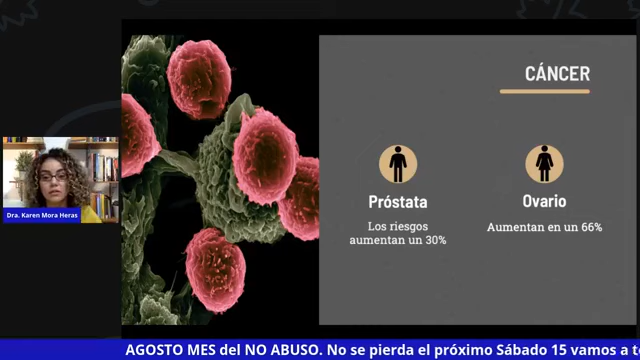 CÁNCER
Próstata
Los riesgos
aumentan un 30%
Ovario
Aumentan en un 66%
Dra. Karen Mora Heras
AGOSTO MES del NO ABUSO. No se pierda el próximo Sábado 15 vamos a